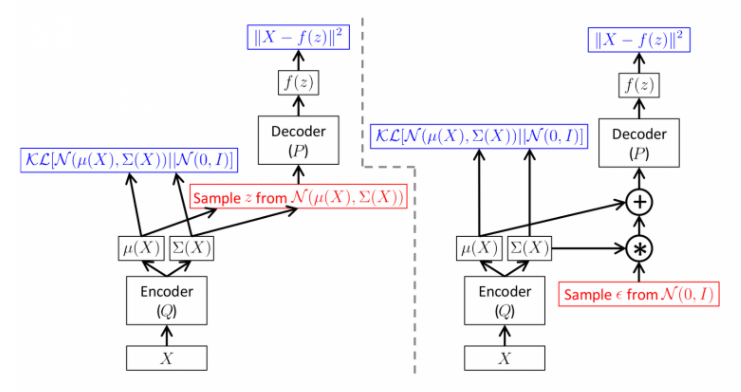 ‖X − f(z)‖²
f(z)
Decoder
(P)
𝒦ℒ[𝒩(μ(X), Σ(X))||𝒩(0, I)]
Sample z from 𝒩(μ(X), Σ(X))
μ(X)
Σ(X)
Encoder
(Q)
X
‖X − f(z)‖²
f(z)
Decoder
(P)
𝒦ℒ[𝒩(μ(X), Σ(X))||𝒩(0, I)]
+
μ(X)
Σ(X)
*
Sample ϵ from 𝒩(0, I)
Encoder
(Q)
X